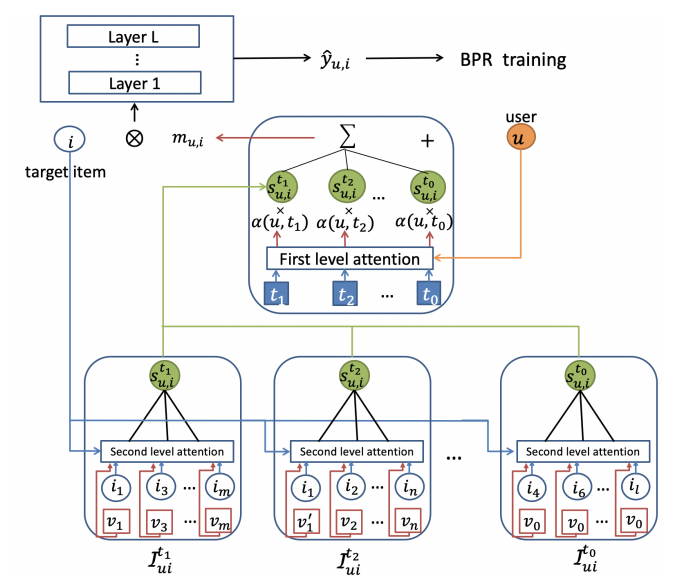 Layer L
⋮
Layer 1
ŷ_{u,i}
BPR training
i
target item
⊗
m_{u,i}
∑
+
user
u
s_{u,i}^{t_1} s_{u,i}^{t_2} ... s_{u,i}^{t_0}
× × ×
α(u, t_1) α(u, t_2) α(u, t_0)
First level attention
t_1 t_2 ... t_0
s_{u,i}^{t_1} s_{u,i}^{t_2} s_{u,i}^{t_0}
Second level attention Second level attention ... Second level attention
i_1 i_3 ... i_m i_1 i_2 ... i_n i_4 i_6 ... i_l
v_1 v_3 ... v_m v_1' v_2 ... v_n v_0 v_0 ... v_0
I_{ui}^{t_1} I_{ui}^{t_2} I_{ui}^{t_0}